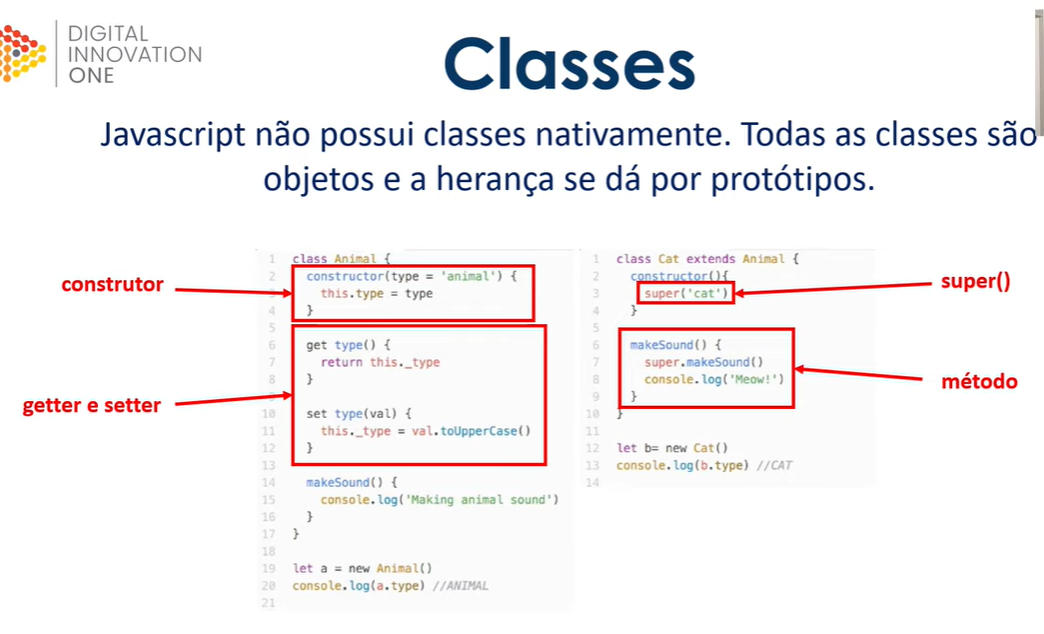 DIGITAL
INNOVATION
ONE
Classes
Javascript não possui classes nativamente. Todas as classes são
objetos e a herança se dá por protótipos.
construtor
getter e setter
1 class Animal {
2 constructor(type = 'animal') {
3 this.type = type
4 }
5
6 get type() {
7 return this._type
8 }
9
10 set type(val) {
11 this._type = val.toUpperCase()
12 }
13
14 makeSound() {
15 console.log('Making animal sound')
16 }
17 }
18
19 let a = new Animal()
20 console.log(a.type) //ANIMAL
21
1 class Cat extends Animal {
2 constructor(){
3 super('cat')
4 }
5
6 makeSound() {
7 super.makeSound()
8 console.log('Meow!')
9 }
10 }
11
12 let b= new Cat()
13 console.log(b.type) //CAT
14
super()
método